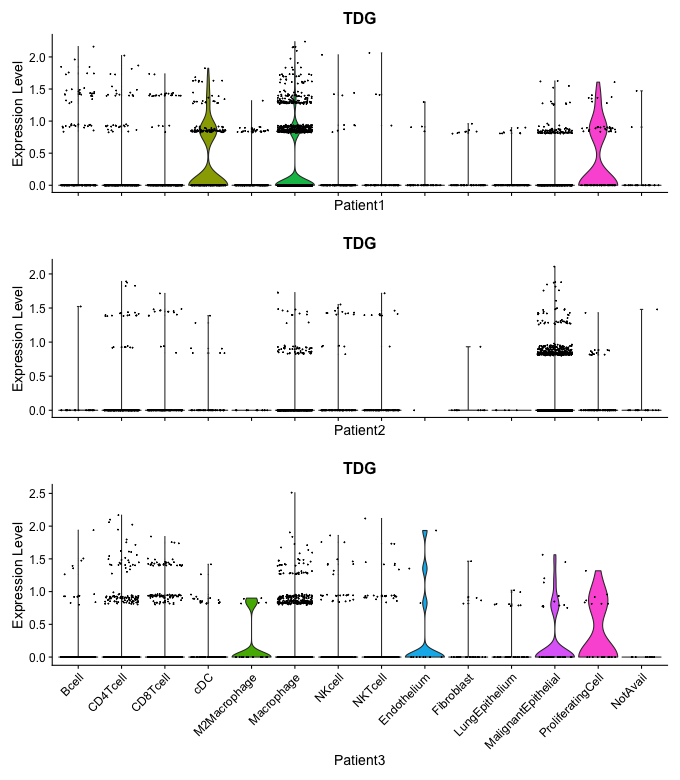 TDG
Expression Level
2.0
1.5
1.0
0.5
0.0
Patient1
TDG
Expression Level
2.0
1.5
1.0
0.5
0.0
Patient2
TDG
Expression Level
2.5
2.0
1.5
1.0
0.5
0.0
Bcell
CD4Tcell
CD8Tcell
cDC
M2Macrophage
Macrophage
NKcell
NKTcell
Endothelium
Fibroblast
LungEpithelium
MalignantEpithelial
ProliferatingCell
NotAvail
Patient3